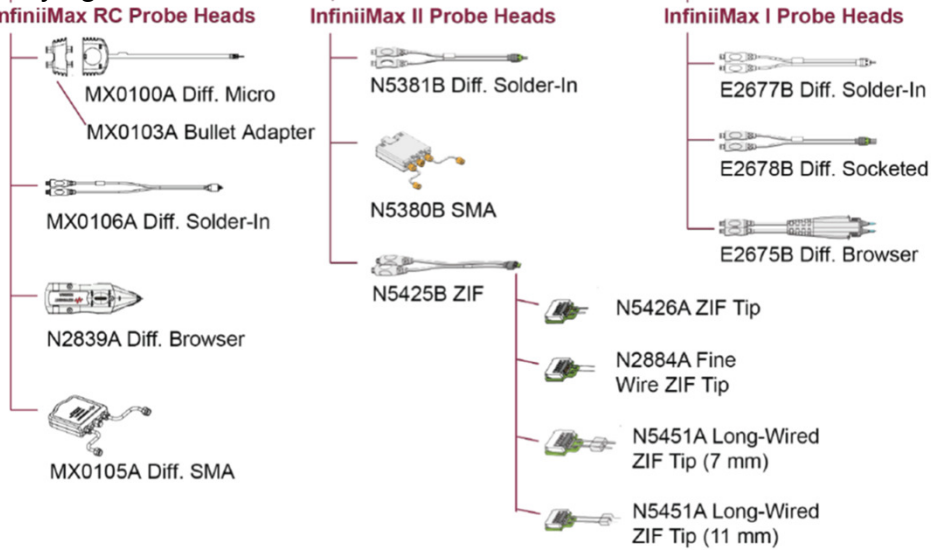 InfiniiMax RC Probe Heads
MX0100A Diff. Micro
MX0103A Bullet Adapter
MX0106A Diff. Solder-In
N2839A Diff. Browser
MX0105A Diff. SMA
InfiniiMax II Probe Heads
N5381B Diff. Solder-In
N5380B SMA
N5425B ZIF
N5426A ZIF Tip
N2884A Fine
Wire ZIF Tip
N5451A Long-Wired
ZIF Tip (7 mm)
N5451A Long-Wired
ZIF Tip (11 mm)
InfiniiMax I Probe Heads
E2677B Diff. Solder-In
E2678B Diff. Socketed
E2675B Diff. Browser